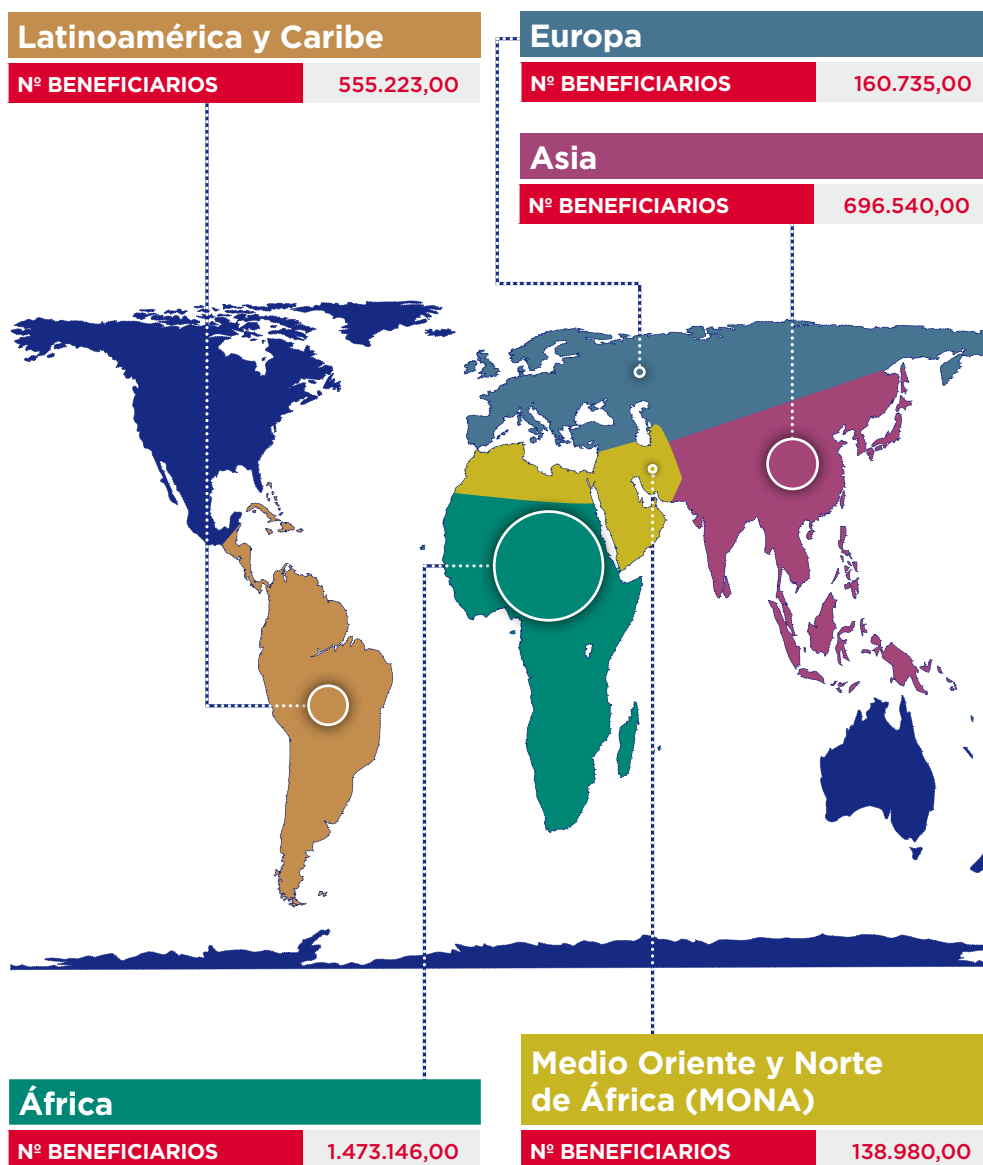 Latinoamérica y Caribe
Nº BENEFICIARIOS 555.223,00
Europa
Nº BENEFICIARIOS 160.735,00
Asia
Nº BENEFICIARIOS 696.540,00
África
Nº BENEFICIARIOS 1.473.146,00
Medio Oriente y Norte
de África (MONA)
Nº BENEFICIARIOS 138.980,00